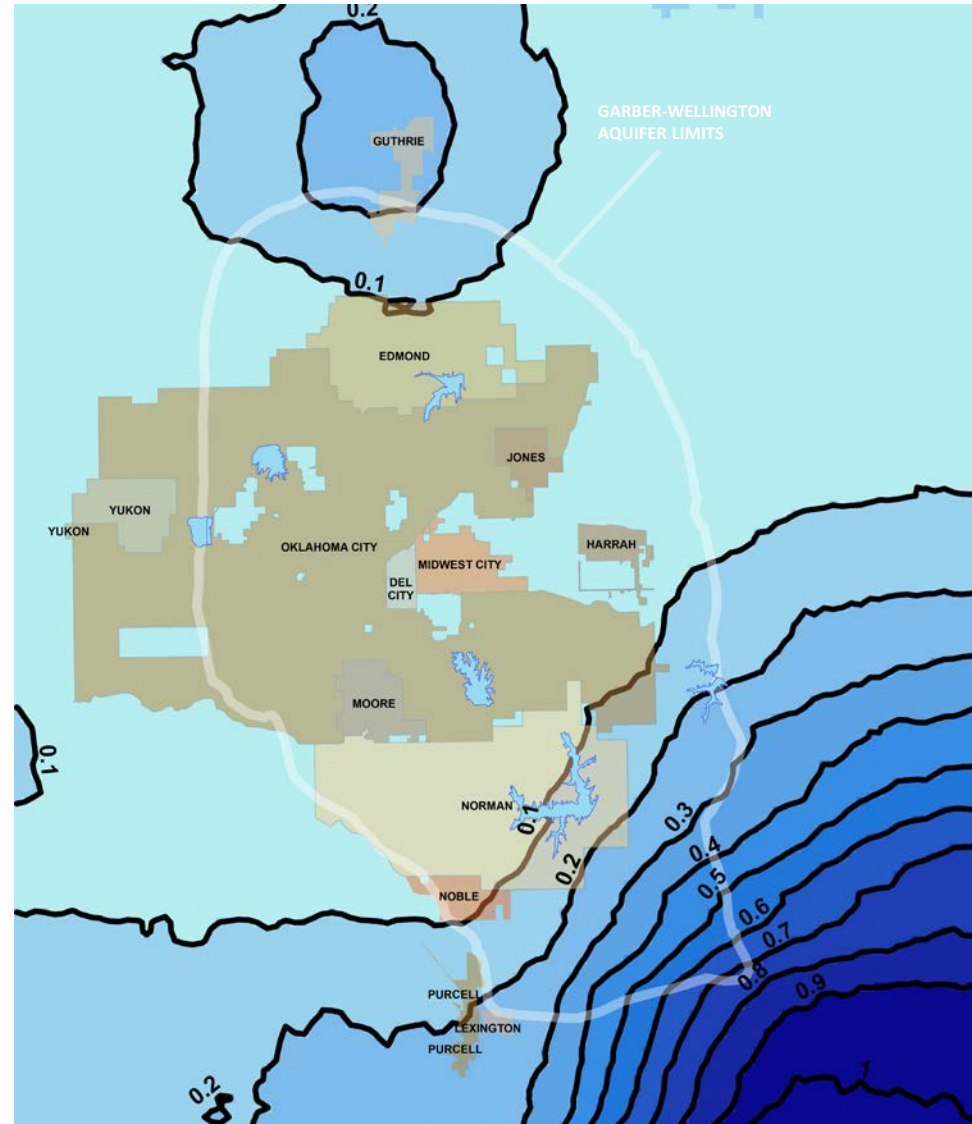 0.2
GARBER-WELLINGTON
AQUIFER LIMITS
GUTHRIE
0.1
EDMOND
JONES
YUKON
YUKON
OKLAHOMA CITY
MIDWEST CITY
HARRAH
DEL
CITY
MOORE
0.1
NORMAN
0.1
0.2
0.3
0.4
0.5
0.6
0.7
0.8
0.9
NOBLE
PURCELL
LEXINGTON
PURCELL
0.2
1